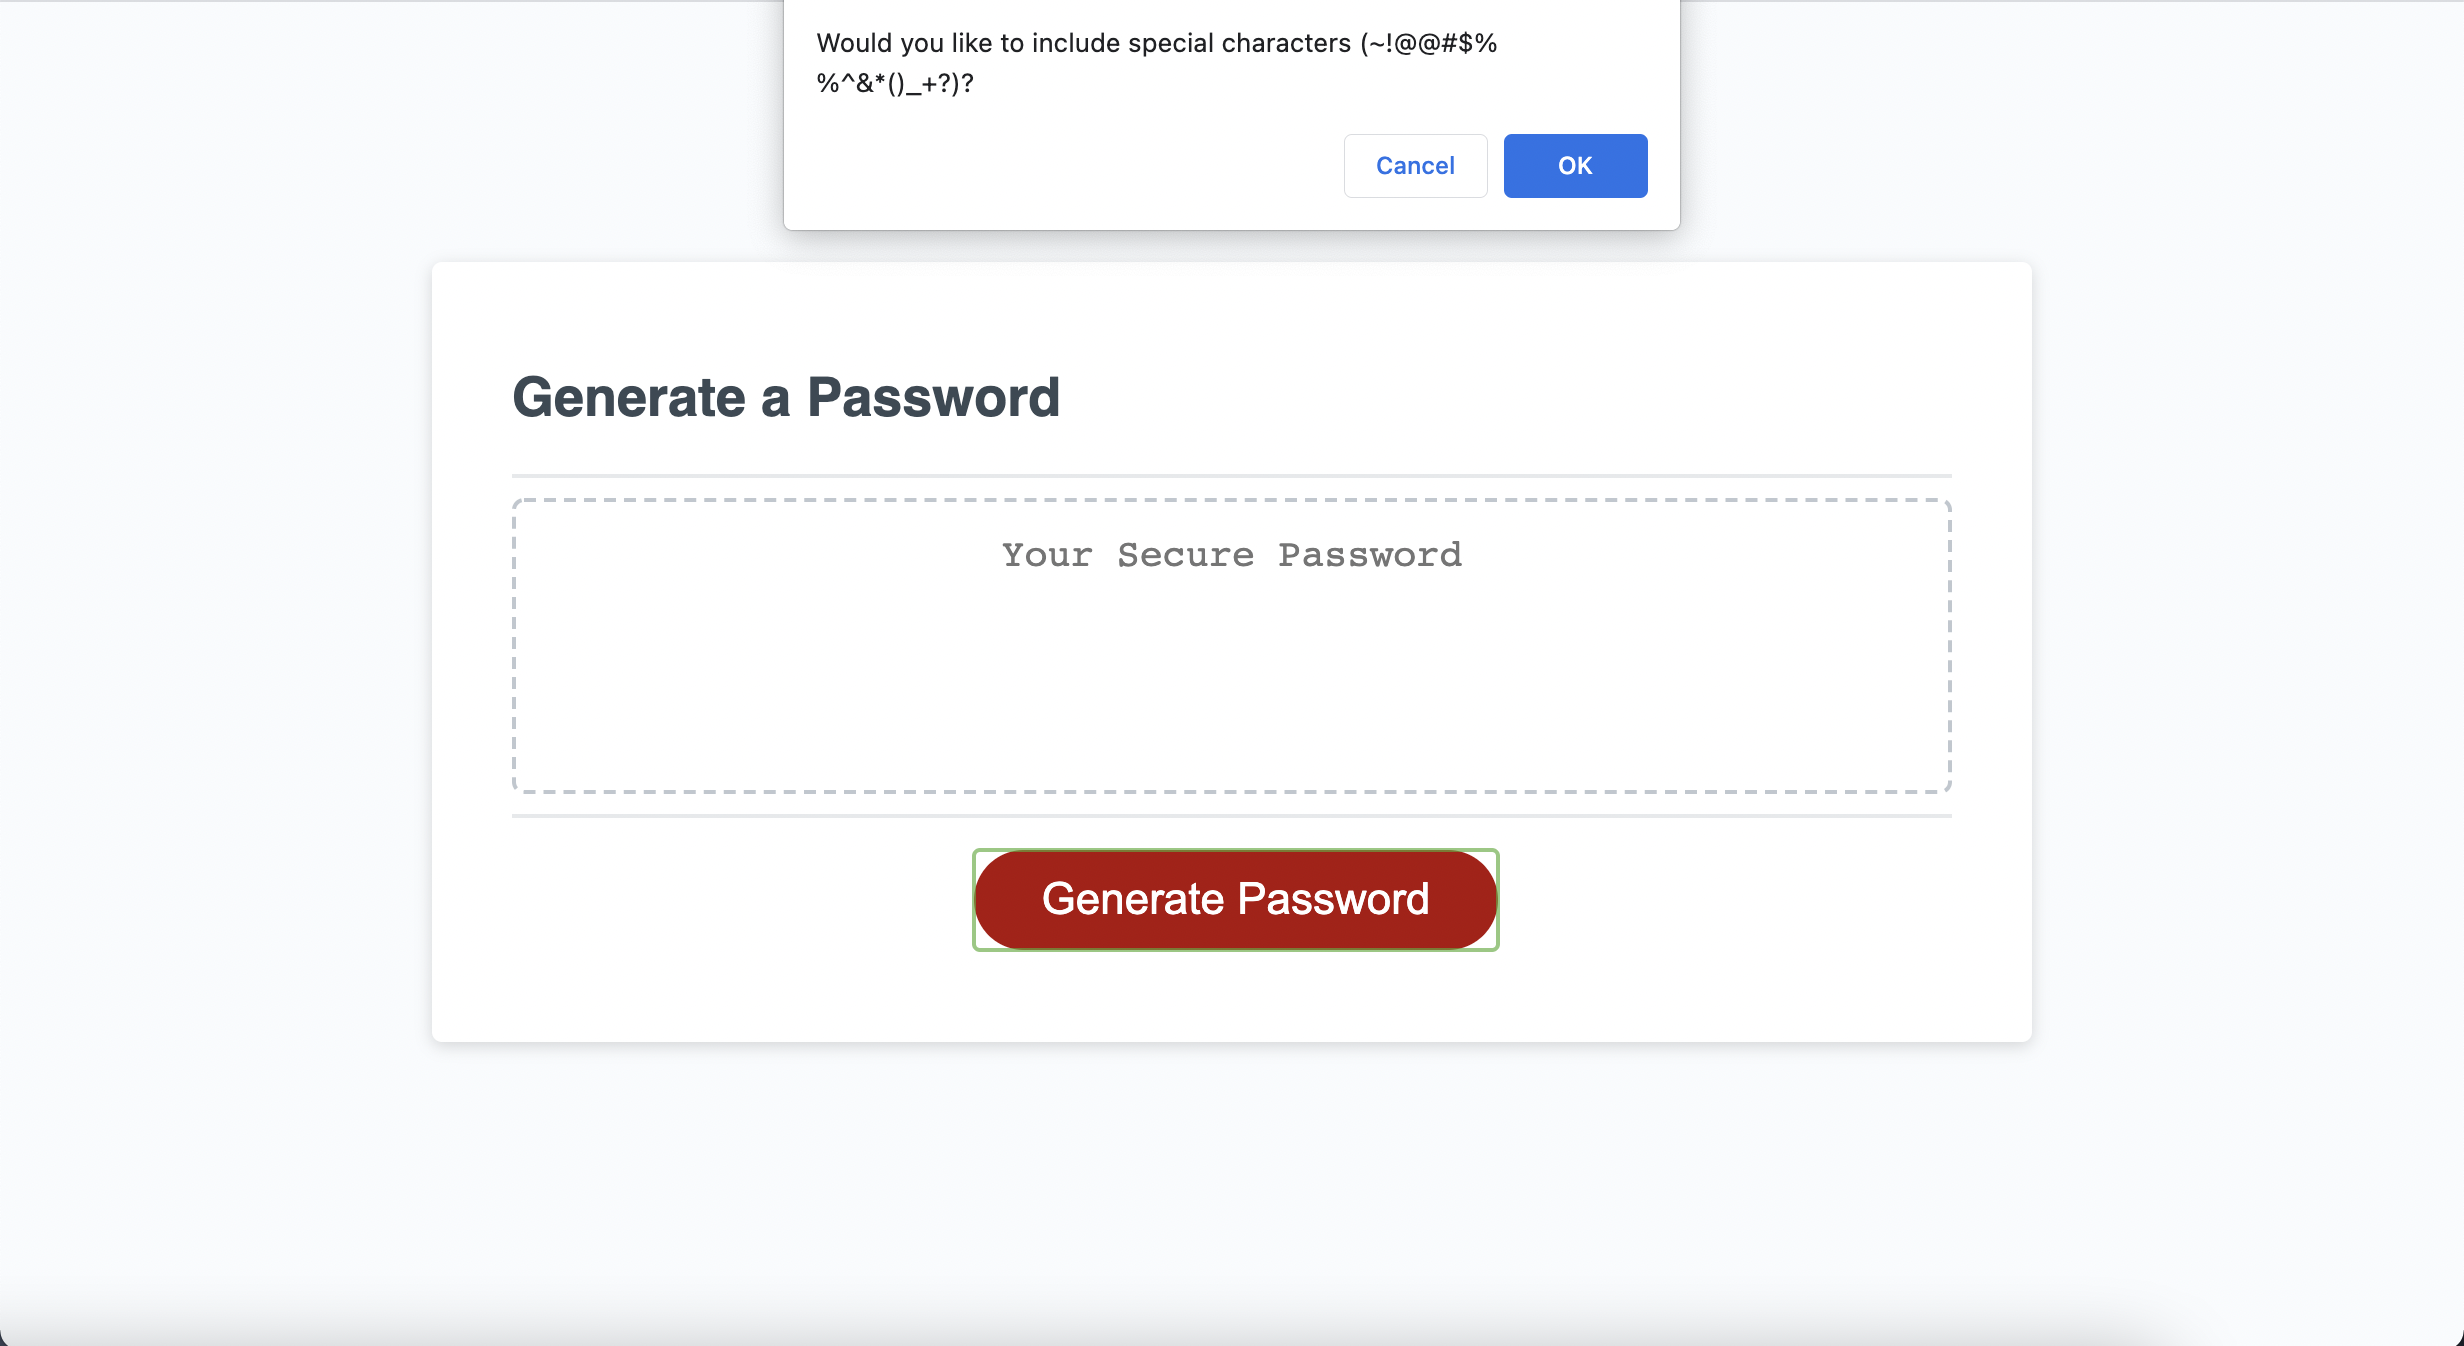 Would you like to include special characters (~!@@#$%
%^&*()_+?)?
Cancel
OK
Generate a Password
Your Secure Password
Generate Password